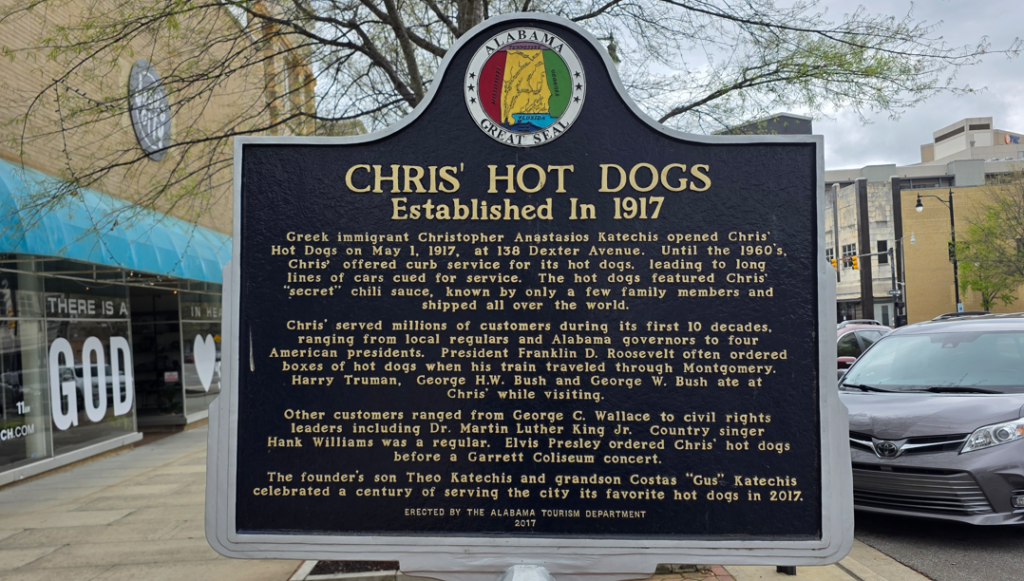 ALABAMA
TENNESSEE
MISSISSIPPI
GEORGIA
FLORIDA
GREAT SEAL
CHRIS' HOT DOGS
Established In 1917
Greek immigrant Christopher Anastasios Katechis opened Chris'
Hot Dogs on May 1, 1917, at 138 Dexter Avenue. Until the 1960's,
Chris' offered curb service for its hot dogs, leading to long
lines of cars cued for service. The hot dogs featured Chris'
"secret" chili sauce, known by only a few family members and
shipped all over the world.
Chris' served millions of customers during its first 10 decades,
ranging from local regulars and Alabama governors to four
American presidents. President Franklin D. Roosevelt often ordered
boxes of hot dogs when his train traveled through Montgomery.
Harry Truman, George H.W. Bush and George W. Bush ate at
Chris' while visiting.
Other customers ranged from George C. Wallace to civil rights
leaders including Dr. Martin Luther King Jr. Country singer
Hank Williams was a regular. Elvis Presley ordered Chris' hot dogs
before a Garrett Coliseum concert.
The founder's son Theo Katechis and grandson Costas "Gus" Katechis
celebrated a century of serving the city its favorite hot dogs in 2017.
ERECTED BY THE ALABAMA TOURISM DEPARTMENT
2017
THERE IS A
GOD
IN HEA
11
CH.COM